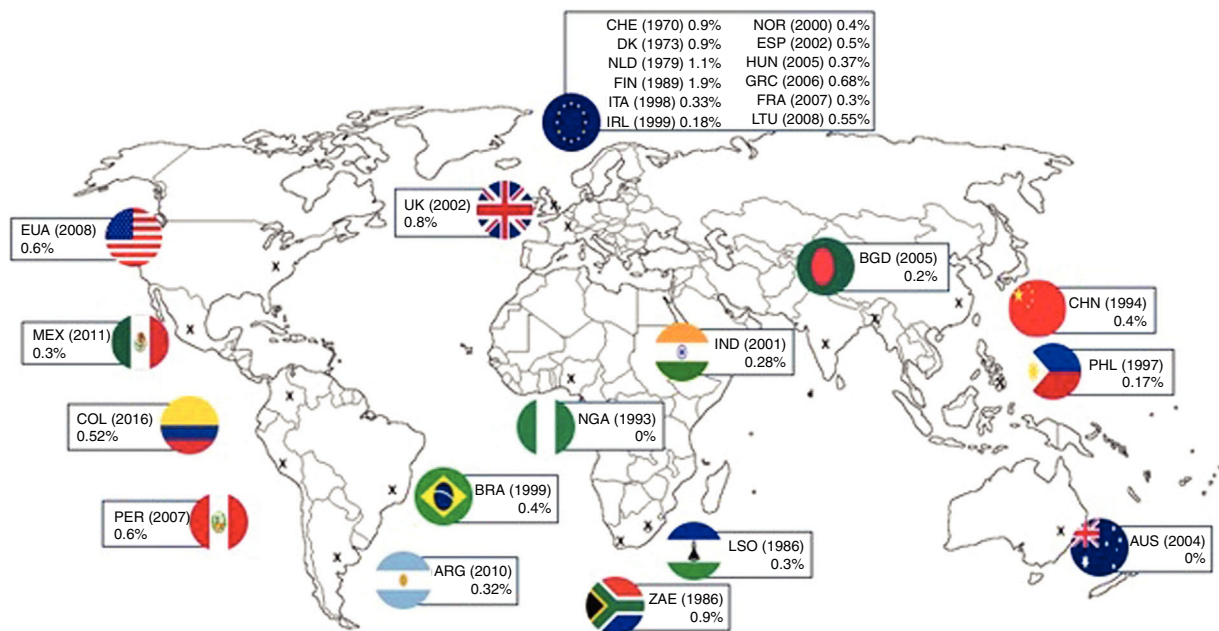 CHE (1970) 0.9%
DK (1973) 0.9%
NLD (1979) 1.1%
FIN (1989) 1.9%
ITA (1998) 0.33%
IRL (1999) 0.18%
NOR (2000) 0.4%
ESP (2002) 0.5%
HUN (2005) 0.37%
GRC (2006) 0.68%
FRA (2007) 0.3%
LTU (2008) 0.55%
UK (2002)
0.8%
EUA (2008)
0.6%
BGD (2005)
0.2%
CHN (1994)
0.4%
MEX (2011)
0.3%
IND (2001)
0.28%
PHL (1997)
0.17%
COL (2016)
0.52%
NGA (1993)
0%
BRA (1999)
0.4%
PER (2007)
0.6%
LSO (1986)
0.3%
AUS (2004)
0%
ARG (2010)
0.32%
ZAE (1986)
0.9%